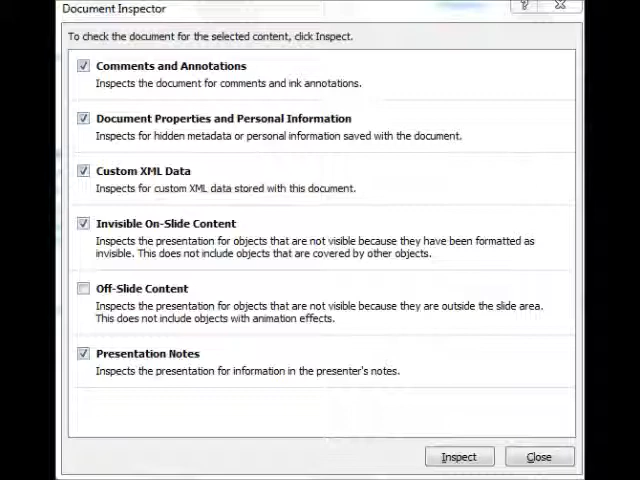 Document Inspector
To check the document for the selected content, click Inspect.
Comments and Annotations
Inspects the document for comments and ink annotations.
Document Properties and Personal Information
Inspects for hidden metadata or personal information saved with the document.
Custom XML Data
Inspects for custom XML data stored with this document.
Invisible On-Slide Content
Inspects the presentation for objects that are not visible because they have been formatted as
invisible. This does not include objects that are covered by other objects.
Off-Slide Content
Inspects the presentation for objects that are not visible because they are outside the slide area.
This does not include objects with animation effects.
Presentation Notes
Inspects the presentation for information in the presenter's notes.
Inspect
Close